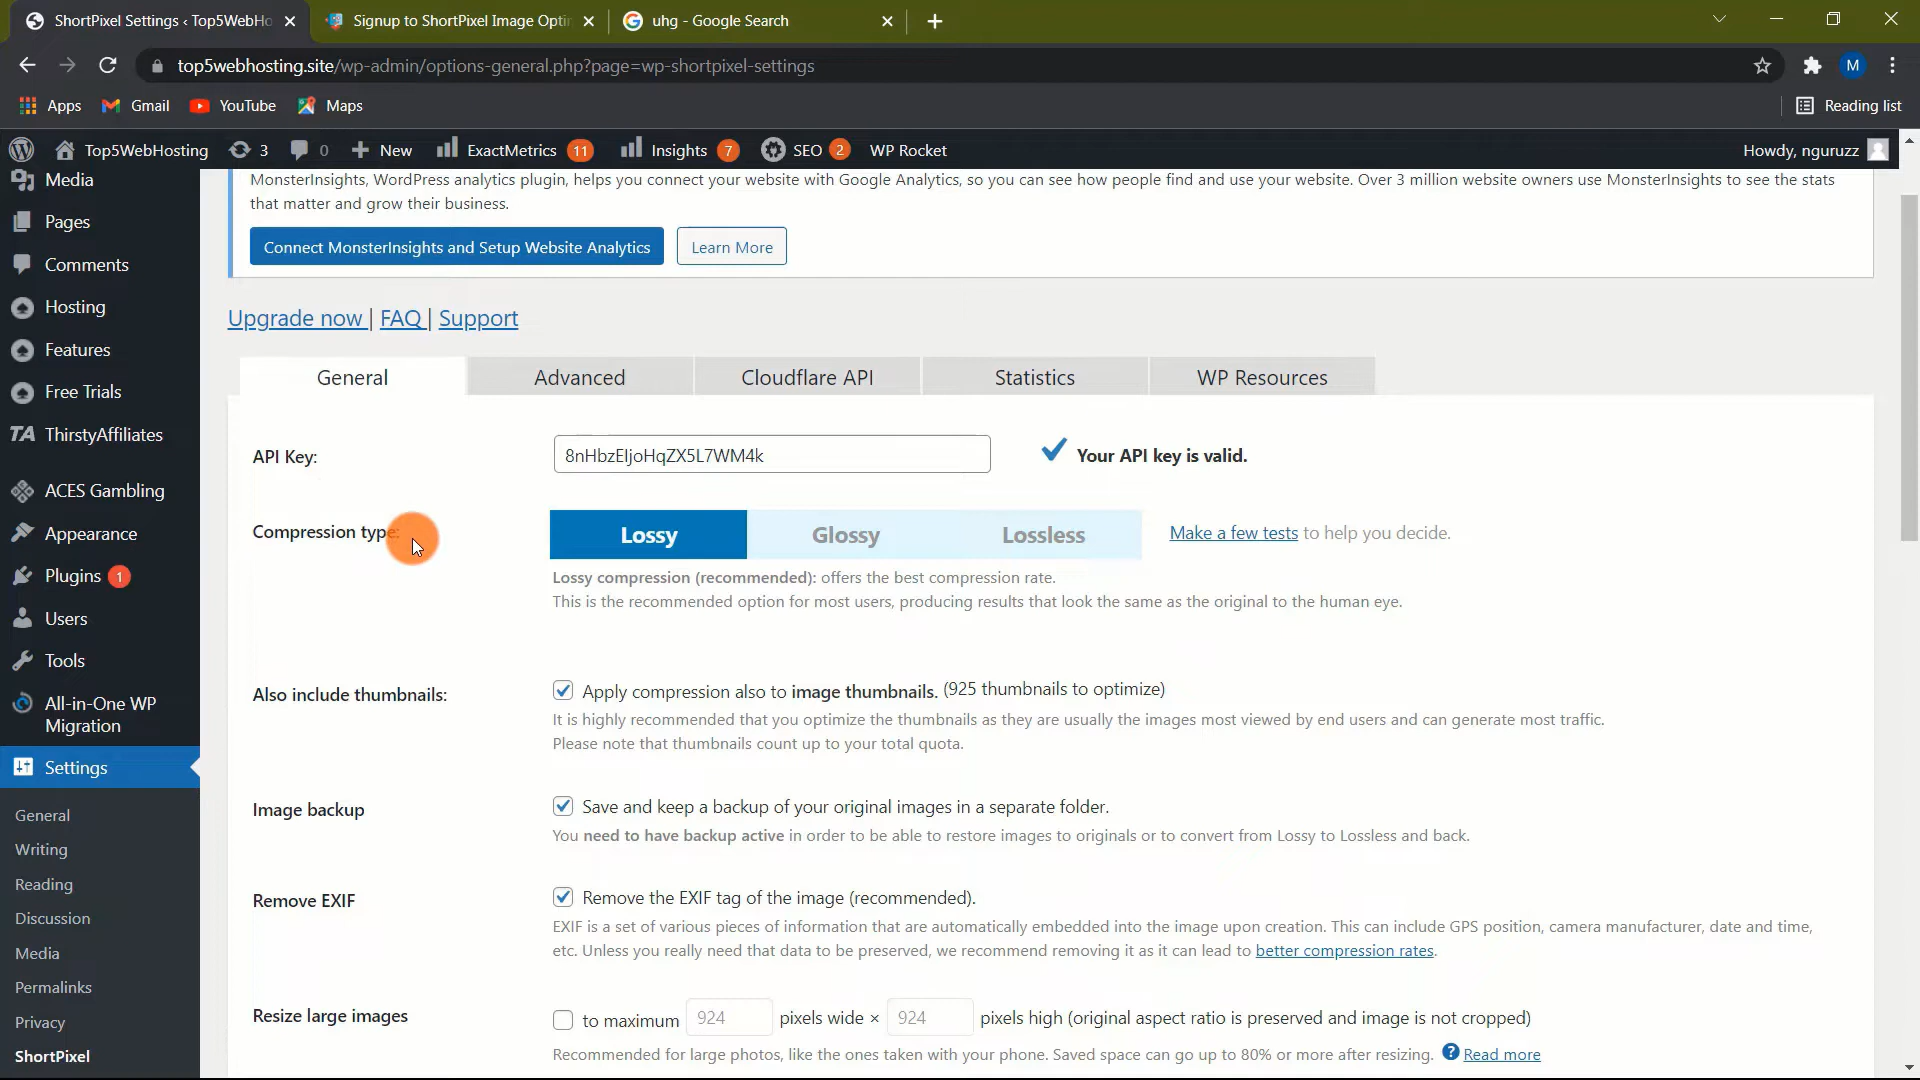 ShortPixel Settings ‹ Top5WebHo
Signup to ShortPixel Image Optir
uhg - Google Search
top5webhosting.site/wp-admin/options-general.php?page=wp-shortpixel-settings
M
Apps
Gmail
YouTube
Maps
Reading list
Top5WebHosting
3
0
New
ExactMetrics 11
Insights 7
SEO 2
WP Rocket
Howdy, nguruzz
Media
Pages
Comments
Hosting
Features
Free Trials
TA ThirstyAffiliates
ACES Gambling
Appearance
Plugins 1
Users
Tools
All-in-One WP
Migration
Settings
General
Writing
Reading
Discussion
Media
Permalinks
Privacy
ShortPixel
MonsterInsights, WordPress analytics plugin, helps you connect your website with Google Analytics, so you can see how people find and use your website. Over 3 million website owners use MonsterInsights to see the stats
that matter and grow their business.
Connect MonsterInsights and Setup Website Analytics
Learn More
Upgrade now | FAQ | Support
General
Advanced
Cloudflare API
Statistics
WP Resources
API Key:
8nHbzEIjoHqZX5L7WM4k
Your API key is valid.
Compression type:
Lossy
Glossy
Lossless
Make a few tests to help you decide.
Lossy compression (recommended): offers the best compression rate.
This is the recommended option for most users, producing results that look the same as the original to the human eye.
Also include thumbnails:
Apply compression also to image thumbnails. (925 thumbnails to optimize)
It is highly recommended that you optimize the thumbnails as they are usually the images most viewed by end users and can generate most traffic.
Please note that thumbnails count up to your total quota.
Image backup
Save and keep a backup of your original images in a separate folder.
You need to have backup active in order to be able to restore images to originals or to convert from Lossy to Lossless and back.
Remove EXIF
Remove the EXIF tag of the image (recommended).
EXIF is a set of various pieces of information that are automatically embedded into the image upon creation. This can include GPS position, camera manufacturer, date and time,
etc. Unless you really need that data to be preserved, we recommend removing it as it can lead to better compression rates.
Resize large images
to maximum 924 pixels wide × 924 pixels high (original aspect ratio is preserved and image is not cropped)
Recommended for large photos, like the ones taken with your phone. Saved space can go up to 80% or more after resizing. ? Read more